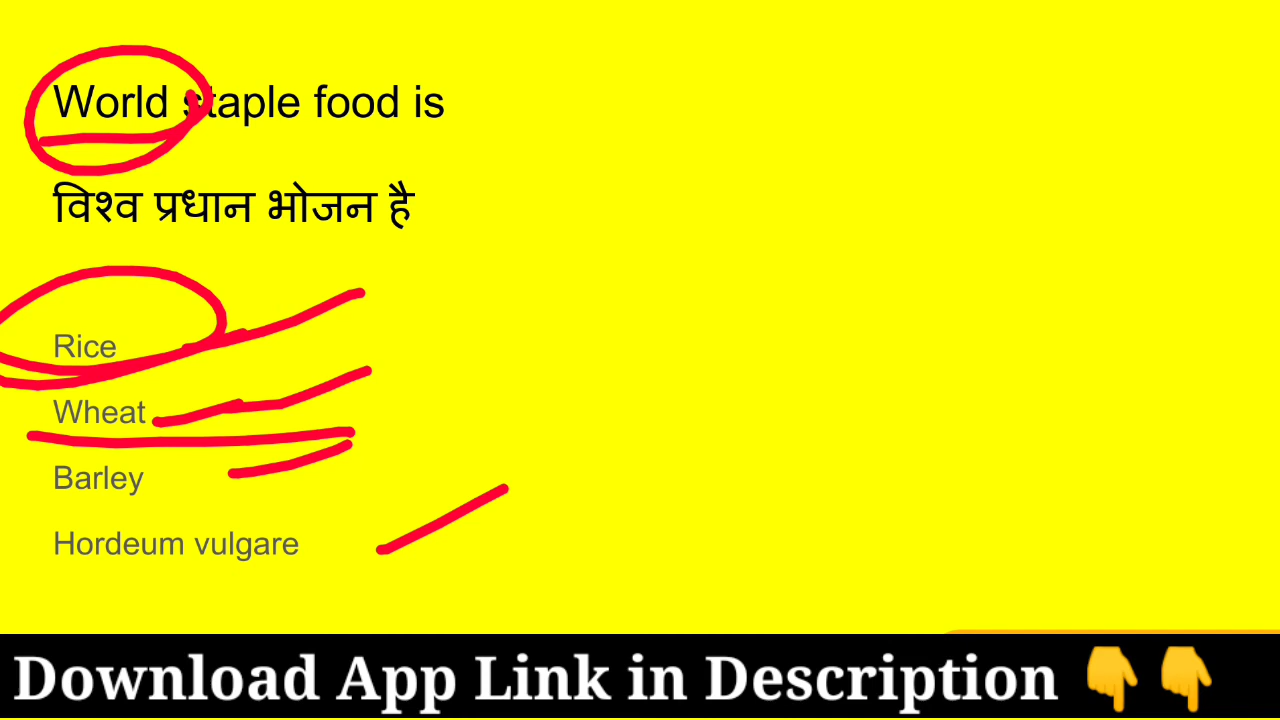 World staple food is
विश्व प्रधान भोजन है
Rice
Wheat
Barley
Hordeum vulgare
Download App Link in Description 👇👇